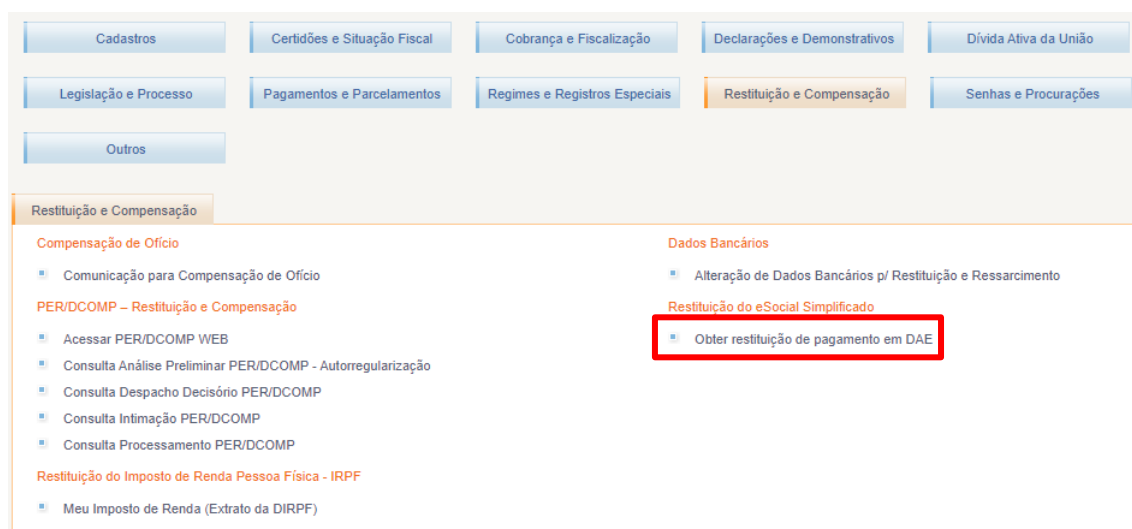 Cadastros
Certidões e Situação Fiscal
Cobrança e Fiscalização
Declarações e Demonstrativos
Dívida Ativa da União
Legislação e Processo
Pagamentos e Parcelamentos
Regimes e Registros Especiais
Restituição e Compensação
Senhas e Procurações
Outros
Restituição e Compensação
Compensação de Ofício
Comunicação para Compensação de Ofício
PER/DCOMP – Restituição e Compensação
Acessar PER/DCOMP WEB
Consulta Análise Preliminar PER/DCOMP - Autorregularização
Consulta Despacho Decisório PER/DCOMP
Consulta Intimação PER/DCOMP
Consulta Processamento PER/DCOMP
Restituição do Imposto de Renda Pessoa Física - IRPF
Meu Imposto de Renda (Extrato da DIRPF)
Dados Bancários
Alteração de Dados Bancários p/ Restituição e Ressarcimento
Restituição do eSocial Simplificado
Obter restituição de pagamento em DAE